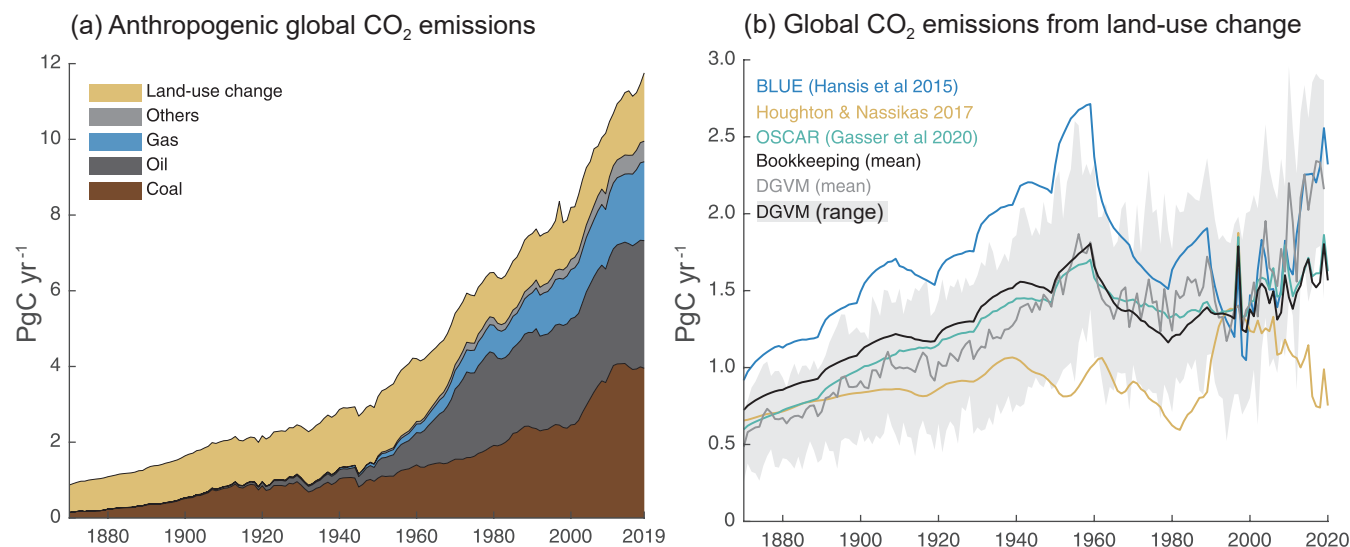 (a) Anthropogenic global CO₂ emissions
PgC yr⁻¹
12
10
8
6
4
2
0
Land-use change
Others
Gas
Oil
Coal
1880 1900 1920 1940 1960 1980 2000 2019
(b) Global CO₂ emissions from land-use change
PgC yr⁻¹
3.0
2.5
2.0
1.5
1.0
0.5
0
BLUE (Hansis et al 2015)
Houghton & Nassikas 2017
OSCAR (Gasser et al 2020)
Bookkeeping (mean)
DGVM (mean)
DGVM (range)
1880 1900 1920 1940 1960 1980 2000 2020